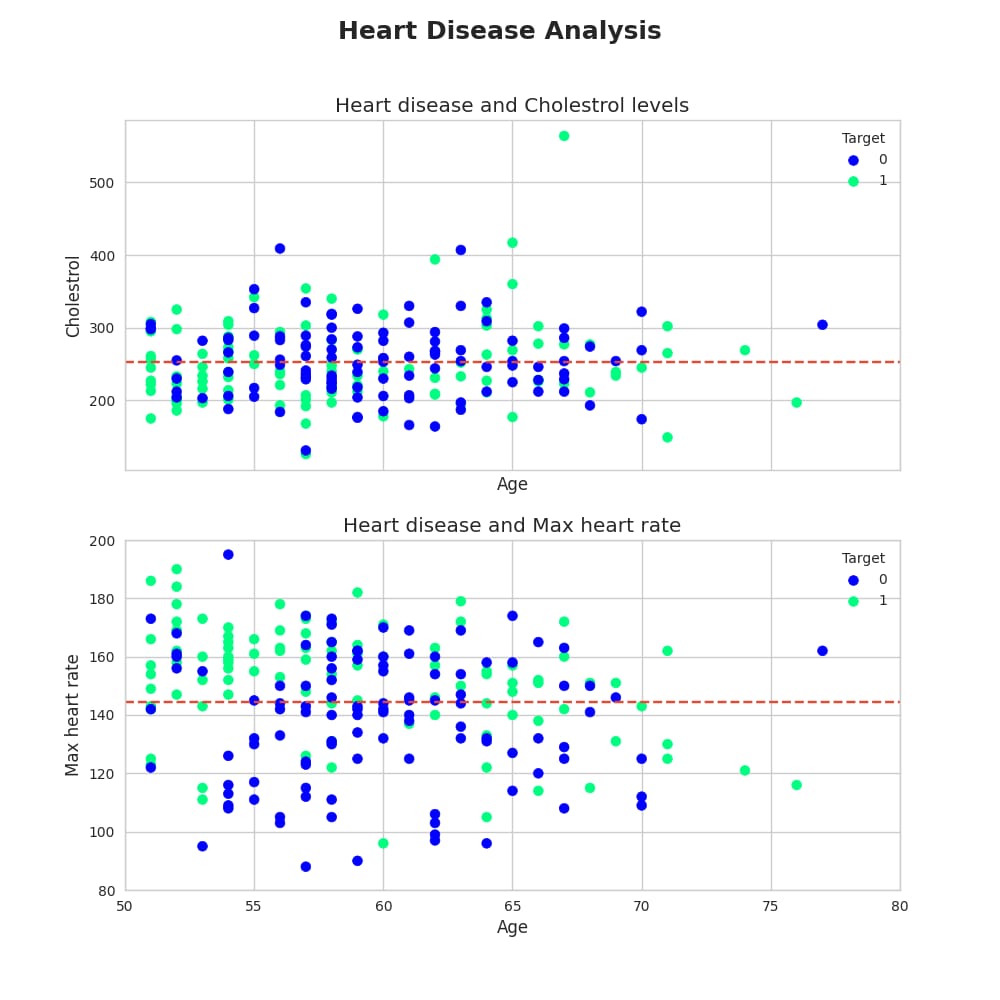 Heart Disease Analysis
Heart disease and Cholestrol levels
Target
0
1
500
400
300
200
Cholestrol
Age
Heart disease and Max heart rate
Target
0
1
200
180
160
140
120
100
80
Max heart rate
50 55 60 65 70 75 80
Age